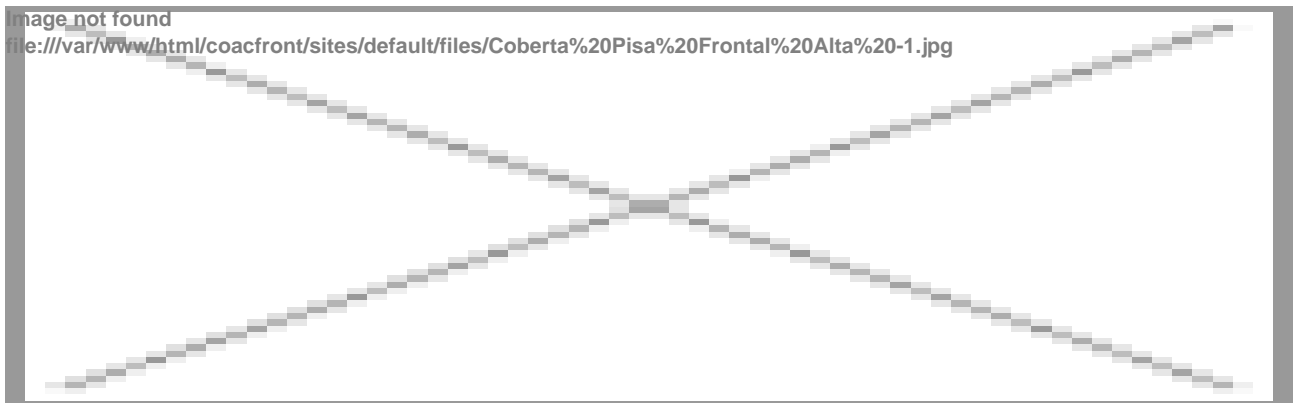 Image not found
file:///var/www/html/coacfront/sites/default/files/Coberta%20Pisa%20Frontal%20Alta%20-1.jpg